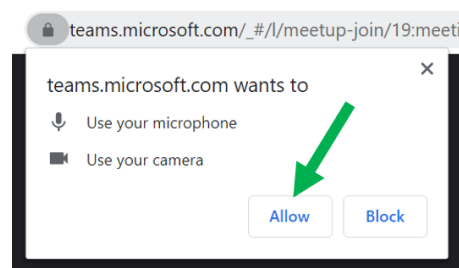 teams.microsoft.com/_#/l/meetup-join/19:meeti
teams.microsoft.com wants to
Use your microphone
Use your camera
Allow Block